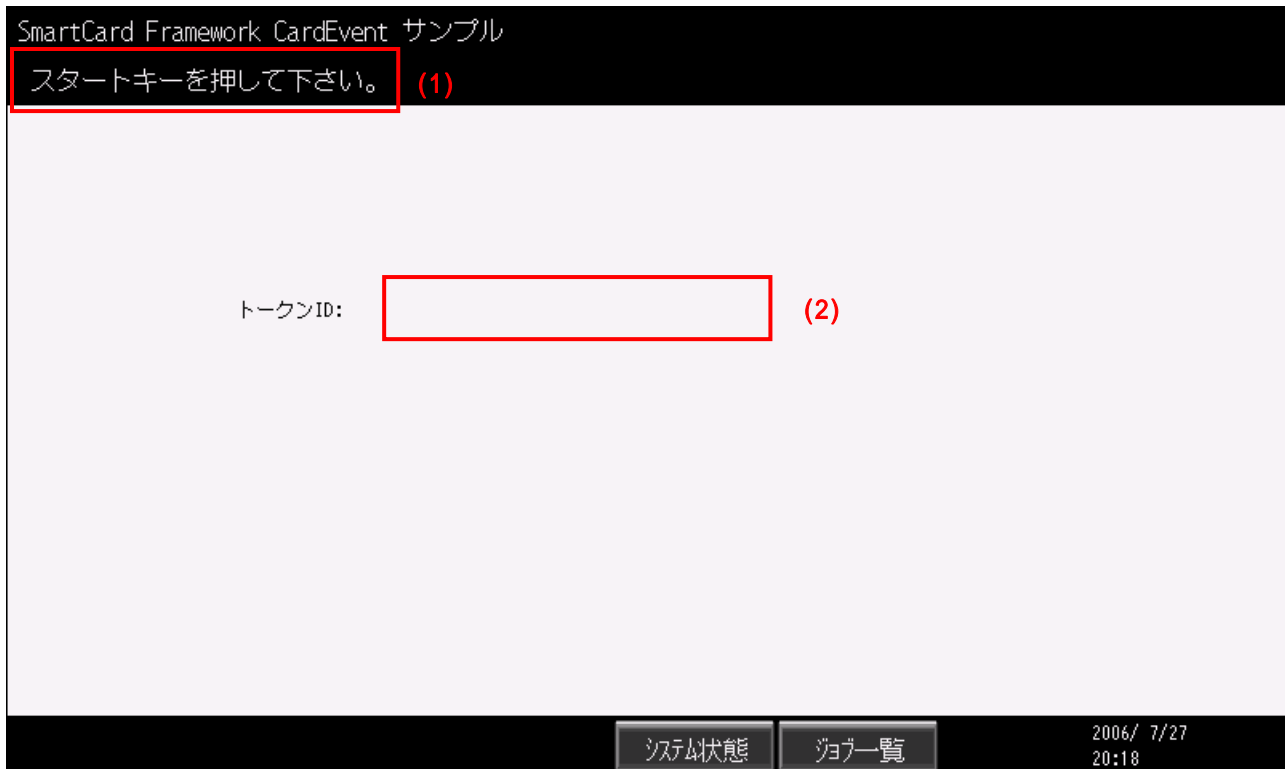 SmartCard Framework CardEvent サンプル
スタートキーを押して下さい。 (1)
トークンID: (2)
システム状態 ジョブ一覧 2006/ 7/27
20:18